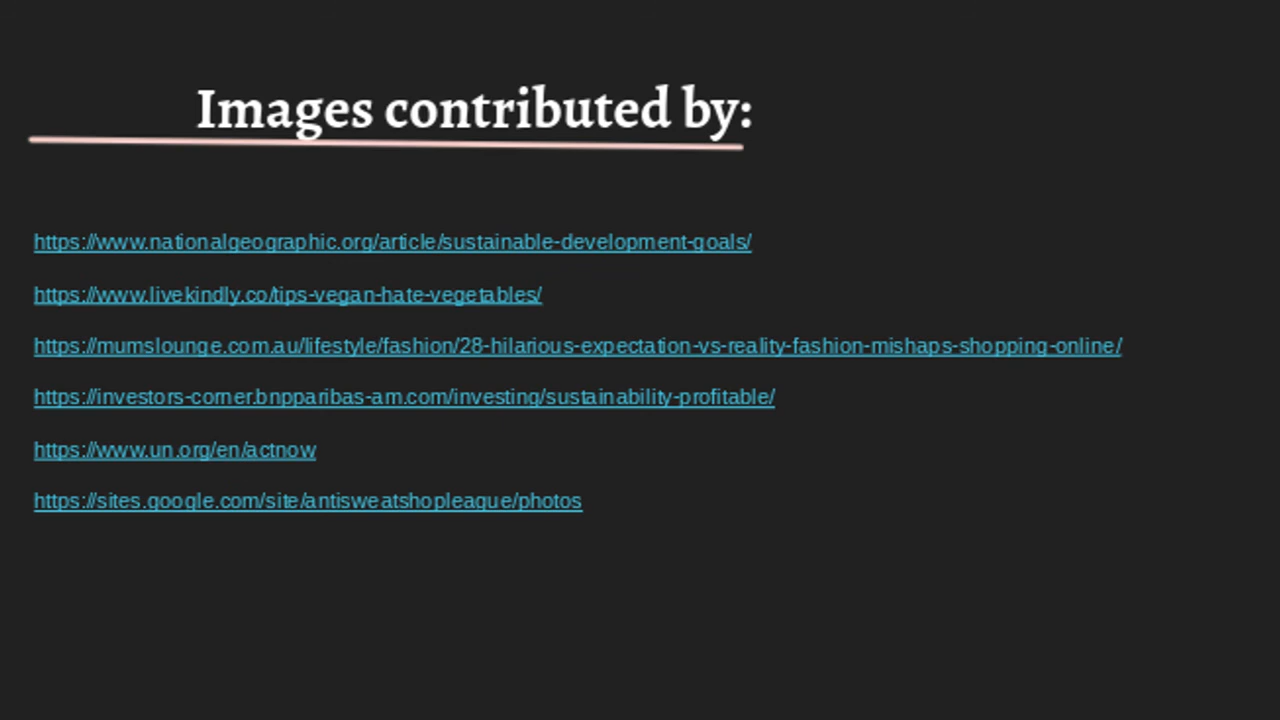 Images contributed by:
https://www.nationalgeographic.org/article/sustainable-development-goals/
https://www.livekindly.co/tips-vegan-hate-vegetables/
https://mumslounge.com.au/lifestyle/fashion/28-hilarious-expectation-vs-reality-fashion-mishaps-shopping-online/
https://investors-corner.bnpparibas-am.com/investing/sustainability-profitable/
https://www.un.org/en/actnow
https://sites.google.com/site/antisweatshopleague/photos